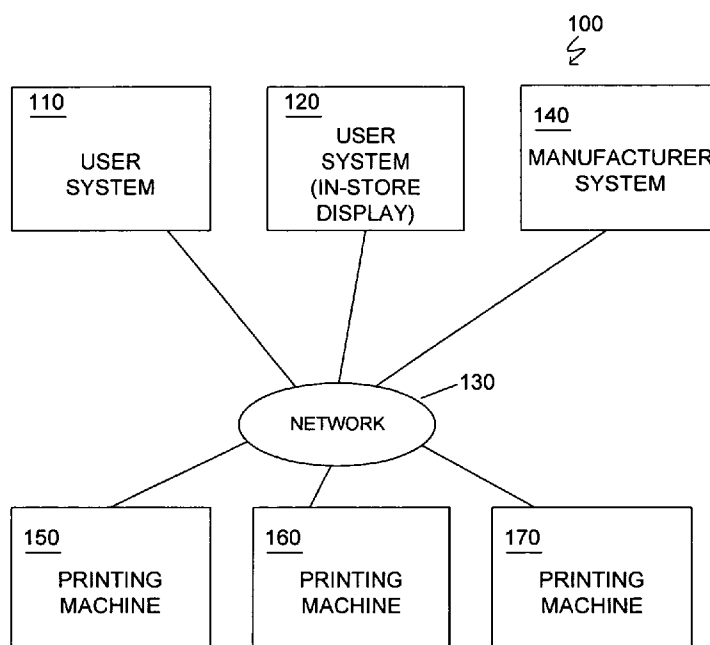 100
110
USER
SYSTEM
120
USER
SYSTEM
(IN-STORE
DISPLAY)
140
MANUFACTURER
SYSTEM
130
NETWORK
150
PRINTING
MACHINE
160
PRINTING
MACHINE
170
PRINTING
MACHINE